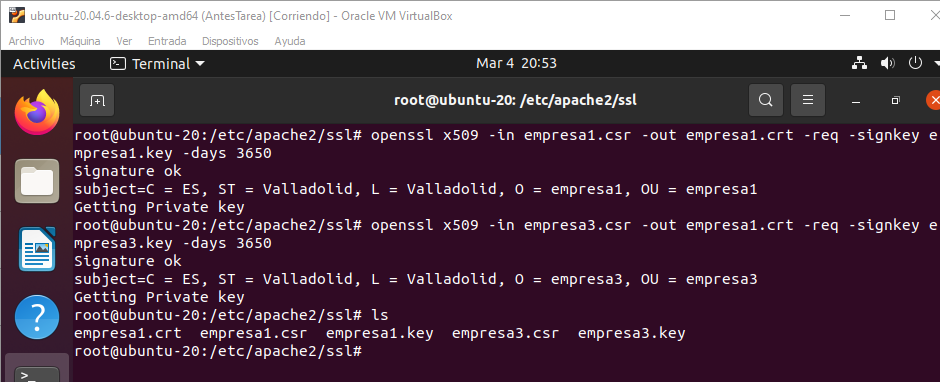 ubuntu-20.04.6-desktop-amd64 (AntesTarea) [Corriendo] - Oracle VM VirtualBox
Archivo Máquina Ver Entrada Dispositivos Ayuda
Activities Terminal Mar 4 20:53
root@ubuntu-20: /etc/apache2/ssl
root@ubuntu-20:/etc/apache2/ssl# openssl x509 -in empresa1.csr -out empresa1.crt -req -signkey e
mpresa1.key -days 3650
Signature ok
subject=C = ES, ST = Valladolid, L = Valladolid, O = empresa1, OU = empresa1
Getting Private key
root@ubuntu-20:/etc/apache2/ssl# openssl x509 -in empresa3.csr -out empresa1.crt -req -signkey e
mpresa3.key -days 3650
Signature ok
subject=C = ES, ST = Valladolid, L = Valladolid, O = empresa3, OU = empresa3
Getting Private key
root@ubuntu-20:/etc/apache2/ssl# ls
empresa1.crt empresa1.csr empresa1.key empresa3.csr empresa3.key
root@ubuntu-20:/etc/apache2/ssl#